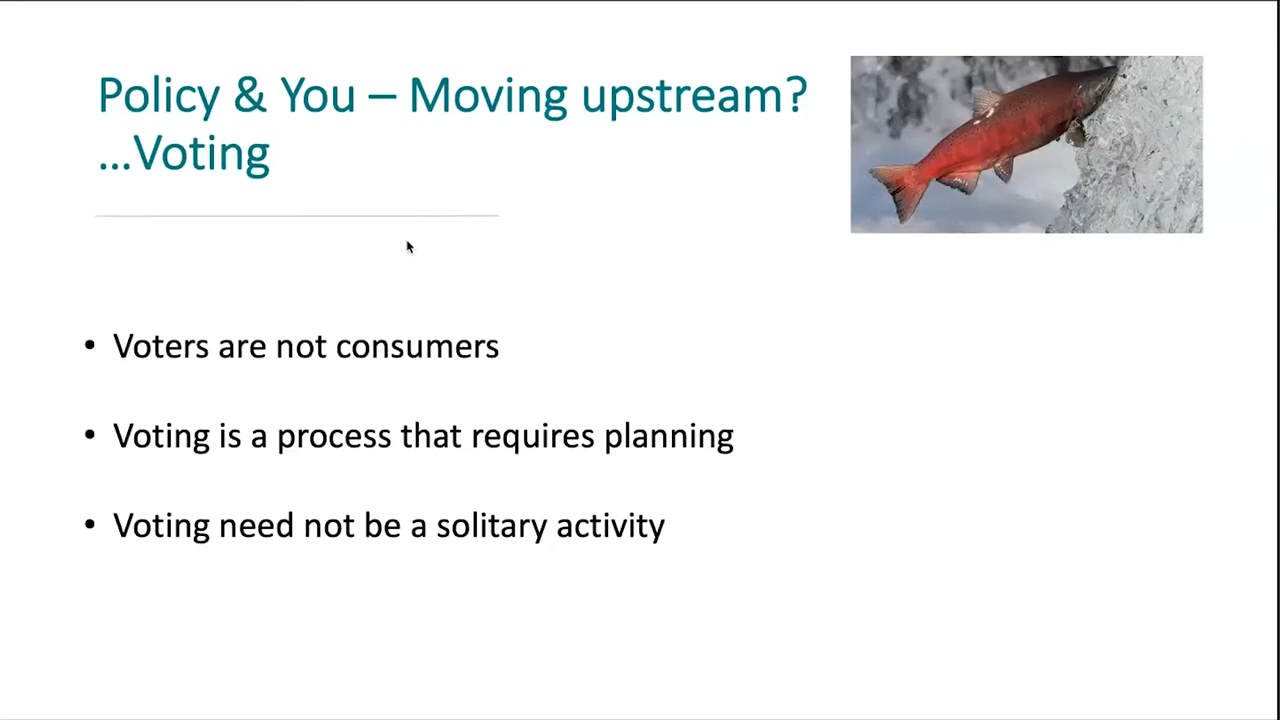 Policy & You – Moving upstream?
...Voting
• Voters are not consumers
• Voting is a process that requires planning
• Voting need not be a solitary activity